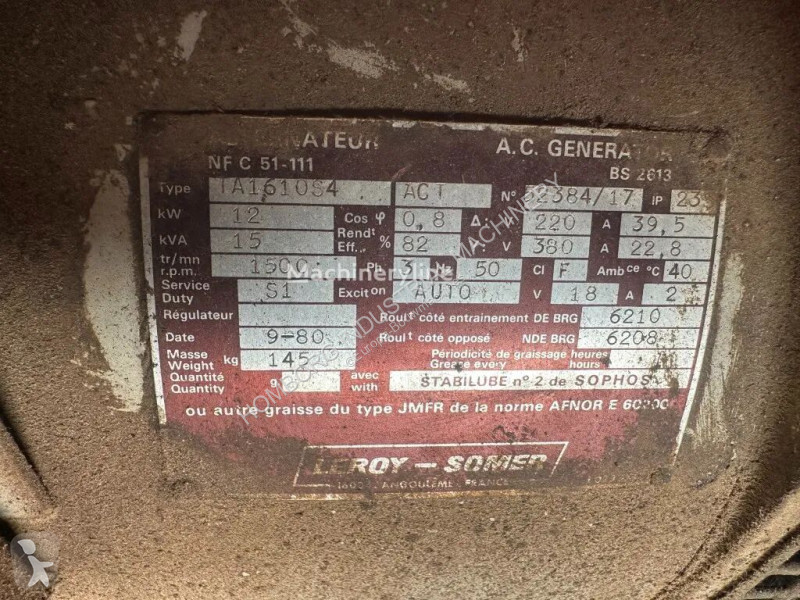 A.C. GENERATOR
NF C 51-111 BS 2613
Type TA1610S4 ACT N° 2384/17 IP 23
kW 12 Cos φ 0,8 Δ 220 A 39,5
kVA 15 Rendt Eff. % 82 V 380 A 22,8
tr/mn r.p.m. 1500 Ph 3 Hz 50 Cl F Amb ce °C 40
Service Duty S1 Excit on AUTO V 18 A 2
Régulateur Roult côté entrainement DE BRG 6210
Date 9-80 Roult côté opposé NDE BRG 6208
Masse Weight kg 145 Périodicité de graissage heures
Grease every hours
Quantité Quantity g avec with STABILUBE n° 2 de SOPHOS
ou autre graisse du type JMFR de la norme AFNOR E 60200
LEROY-SOMER
ANGOULÊME FRANCE
Machineryline
HOMBURG INDUSTRIAL MACHINERY